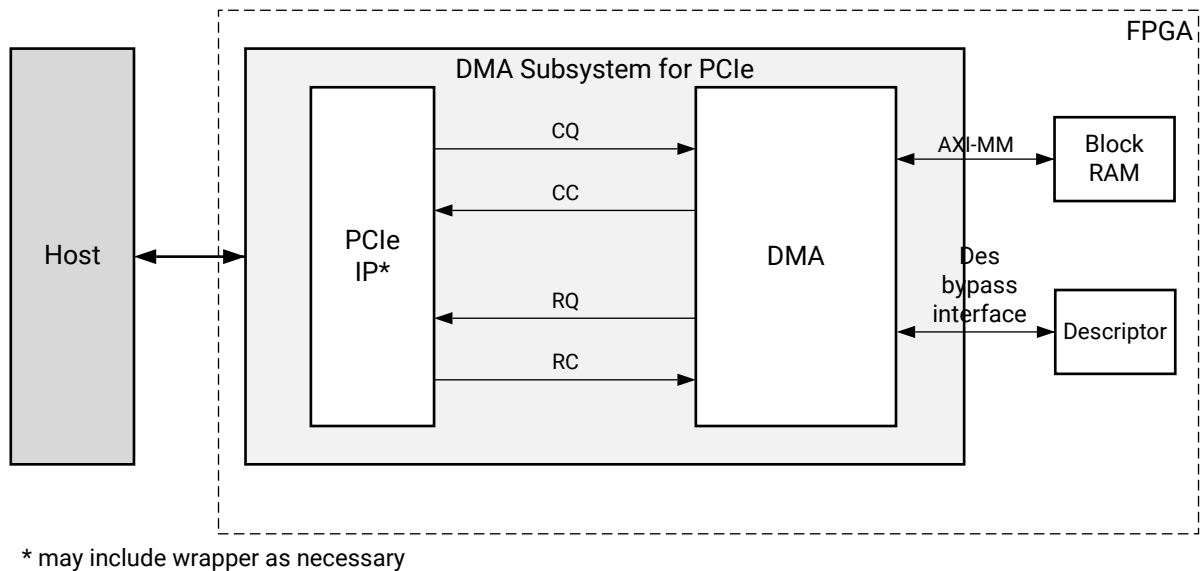 FPGA
DMA Subsystem for PCIe
CQ
CC
RQ
RC
Host
PCIe
IP*
DMA
AXI-MM
Block
RAM
Des
bypass
interface
Descriptor
* may include wrapper as necessary